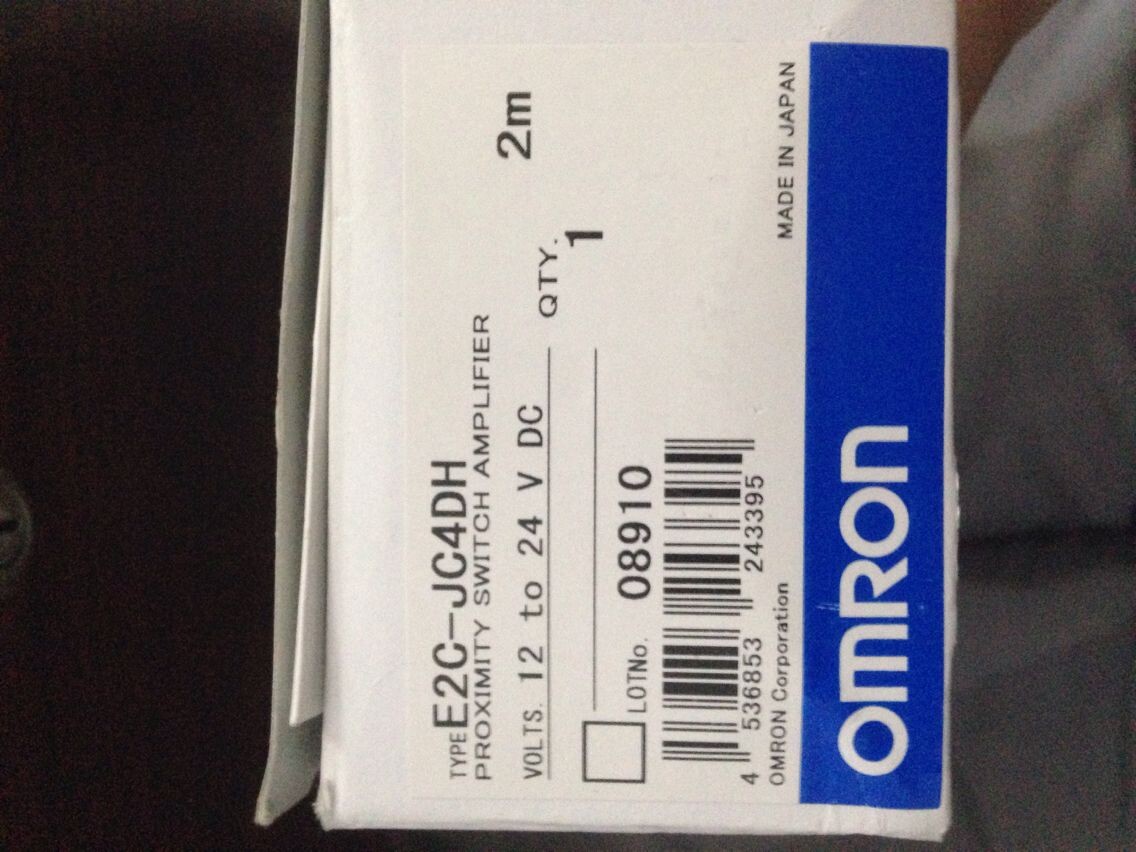 TYPE E2C-JC4DH
PROXIMITY SWITCH AMPLIFIER 2m
VOLTS. 12 to 24 V DC QTY.
1
LOTNo. 08910
4 536853 243395
OMRON Corporation MADE IN JAPAN
OMRON